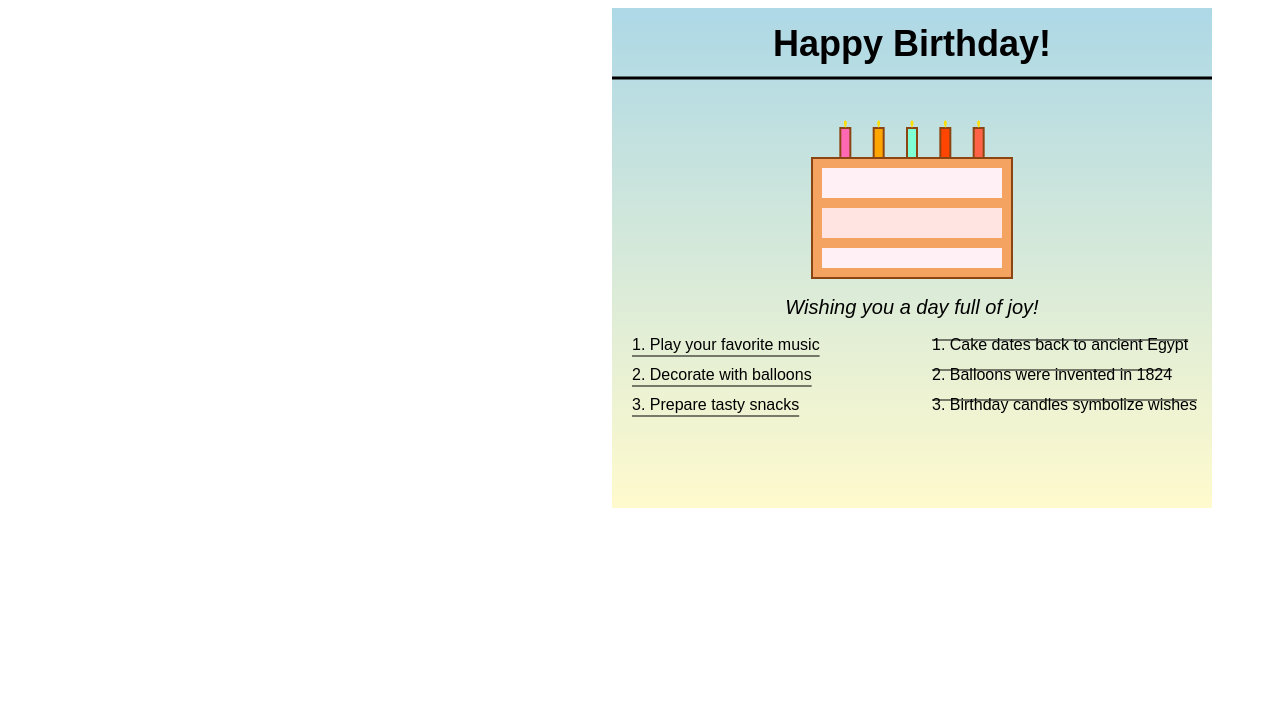 Happy Birthday!
Wishing you a day full of joy!
1. Play your favorite music
2. Decorate with balloons
3. Prepare tasty snacks
1. Cake dates back to ancient Egypt
2. Balloons were invented in 1824
3. Birthday candles symbolize wishes